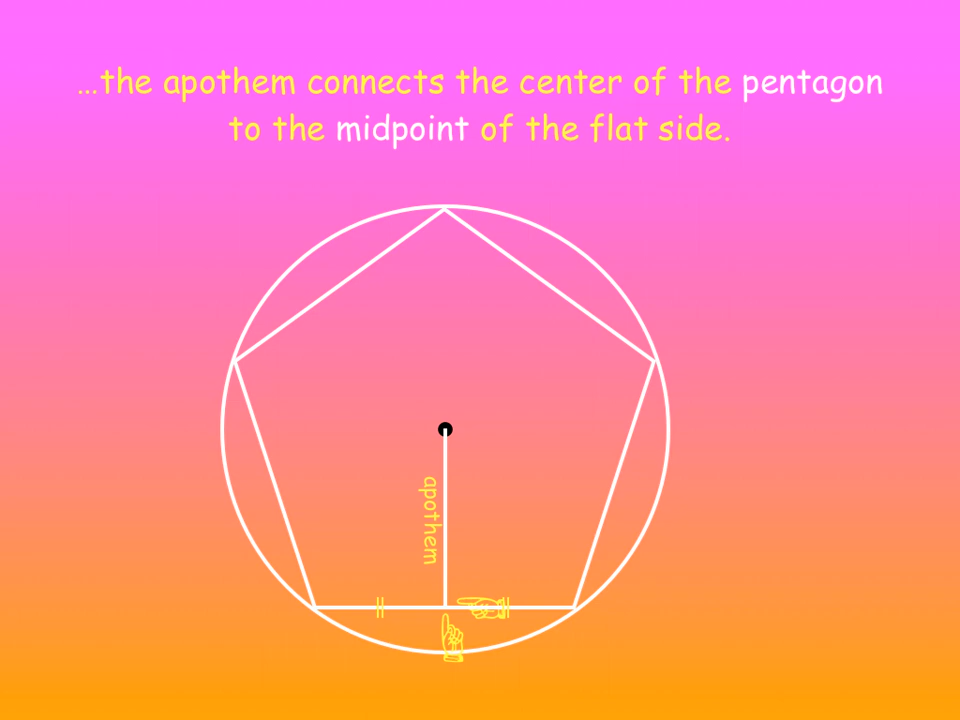 …the apothem connects the center of the pentagon
to the midpoint of the flat side.
apothem